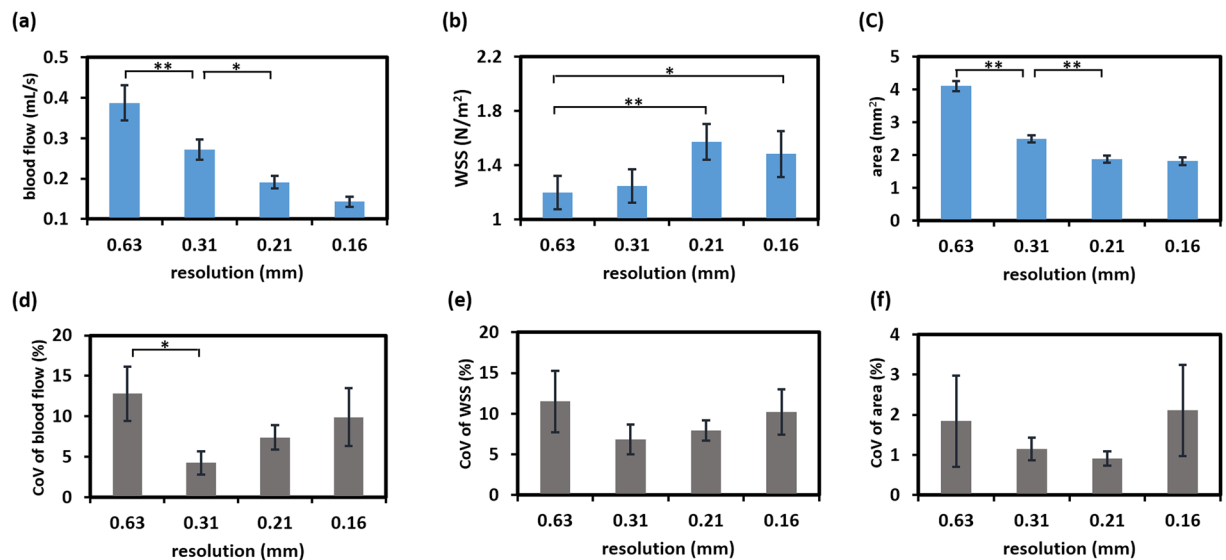 (a)
blood flow (mL/s)
0.5
0.4
0.3
0.2
0.1
** *
0.63 0.31 0.21 0.16
resolution (mm)
(b)
WSS (N/m²)
2.2
1.8
1.4
1
*
**
0.63 0.31 0.21 0.16
resolution (mm)
(C)
area (mm²)
5
4
3
2
1
0
** **
0.63 0.31 0.21 0.16
resolution (mm)
(d)
CoV of blood flow (%)
20
15
10
5
0
*
0.63 0.31 0.21 0.16
resolution (mm)
(e)
CoV of WSS (%)
20
15
10
5
0
0.63 0.31 0.21 0.16
resolution (mm)
(f)
CoV of area (%)
4
3
2
1
0
0.63 0.31 0.21 0.16
resolution (mm)